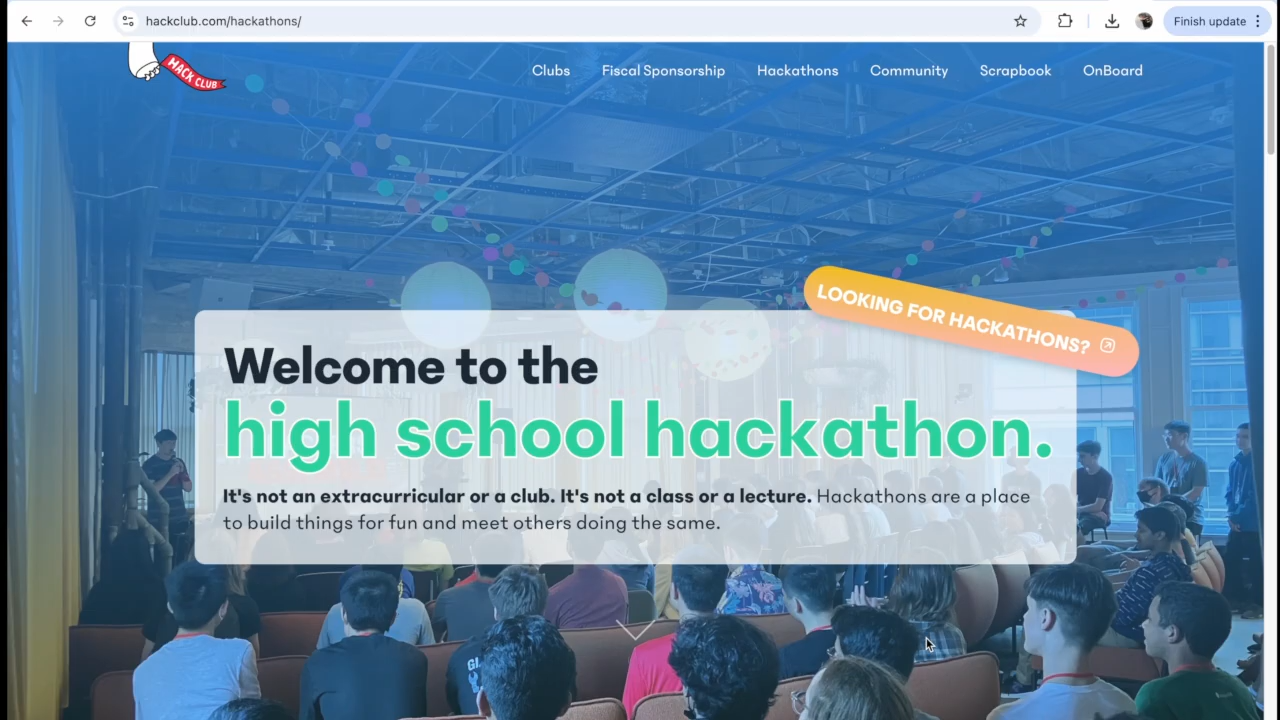 hackclub.com/hackathons/
Finish update
HACK CLUB
Clubs
Fiscal Sponsorship
Hackathons
Community
Scrapbook
OnBoard
LOOKING FOR HACKATHONS?
Welcome to the
high school hackathon.
It's not an extracurricular or a club. It's not a class or a lecture. Hackathons are a place
to build things for fun and meet others doing the same.